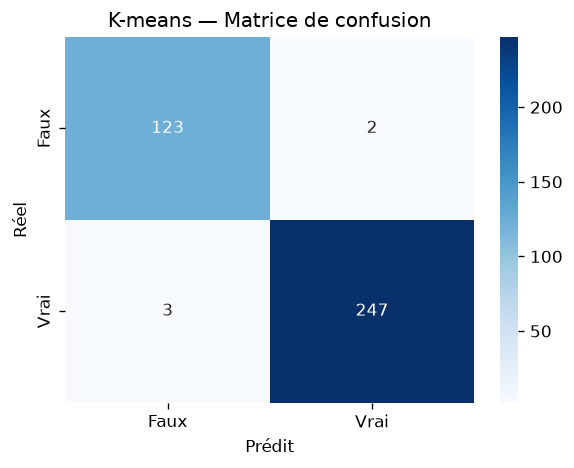 K-means — Matrice de confusion
Réel
Faux
123
2
Vrai
3
247
Faux
Vrai
Prédit
200
150
100
50